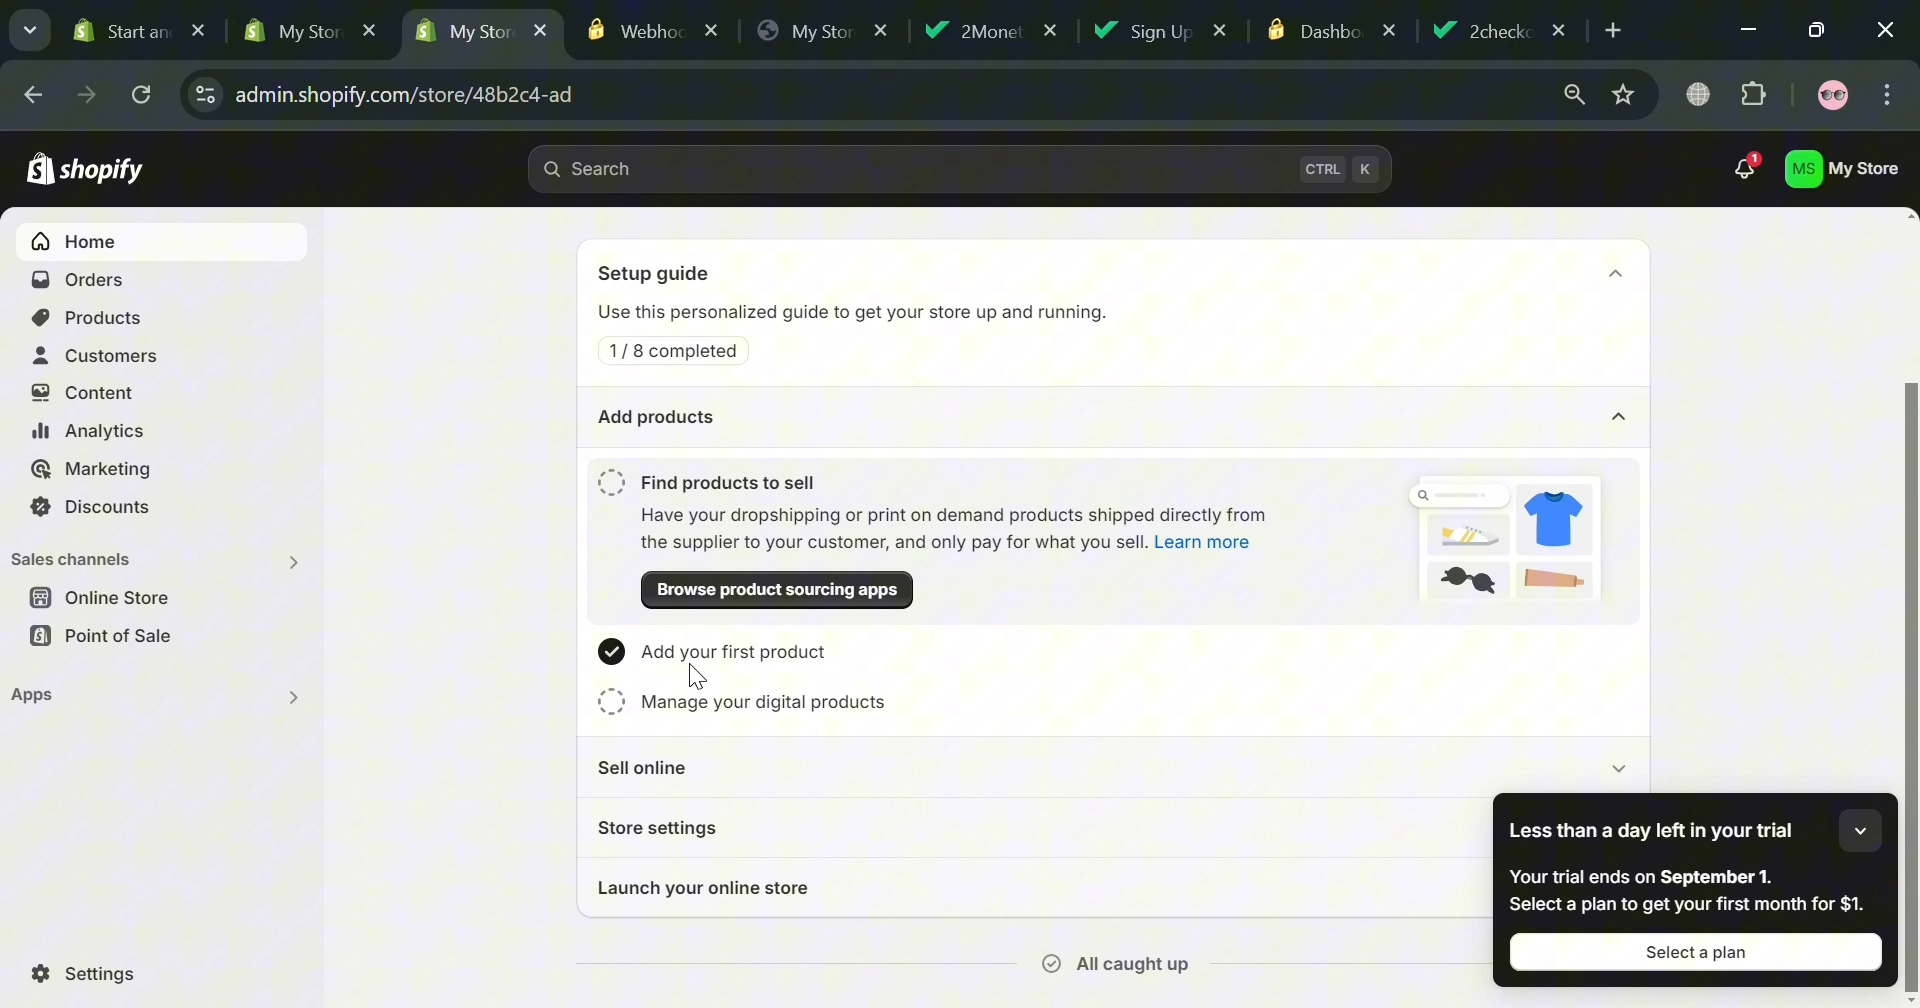 Start an
My Stor
My Stor
Webhoc
My Stor
2Monet
Sign Up
Dashbo
2checkc
admin.shopify.com/store/48b2c4-ad
shopify
Search
CTRL K
1
MS My Store
Home
Orders
Products
Customers
Content
Analytics
Marketing
Discounts
Sales channels
Online Store
Point of Sale
Apps
Settings
Setup guide
Use this personalized guide to get your store up and running.
1 / 8 completed
Add products
Find products to sell
Have your dropshipping or print on demand products shipped directly from
the supplier to your customer, and only pay for what you sell. Learn more
Browse product sourcing apps
Add your first product
Manage your digital products
Sell online
Store settings
Launch your online store
All caught up
Less than a day left in your trial
Your trial ends on September 1.
Select a plan to get your first month for $1.
Select a plan